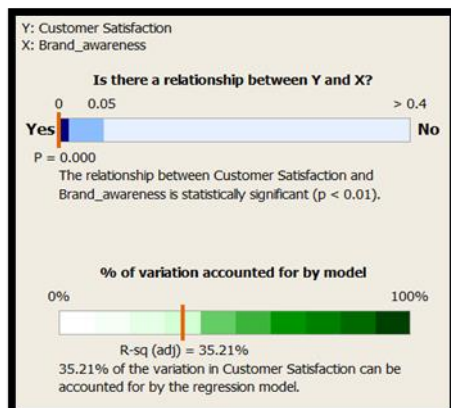 Y: Customer Satisfaction
X: Brand_awareness
Is there a relationship between Y and X?
0 0.05 > 0.4
Yes No
P = 0.000
The relationship between Customer Satisfaction and
Brand_awareness is statistically significant (p < 0.01).
% of variation accounted for by model
0% 100%
R-sq (adj) = 35.21%
35.21% of the variation in Customer Satisfaction can be
accounted for by the regression model.